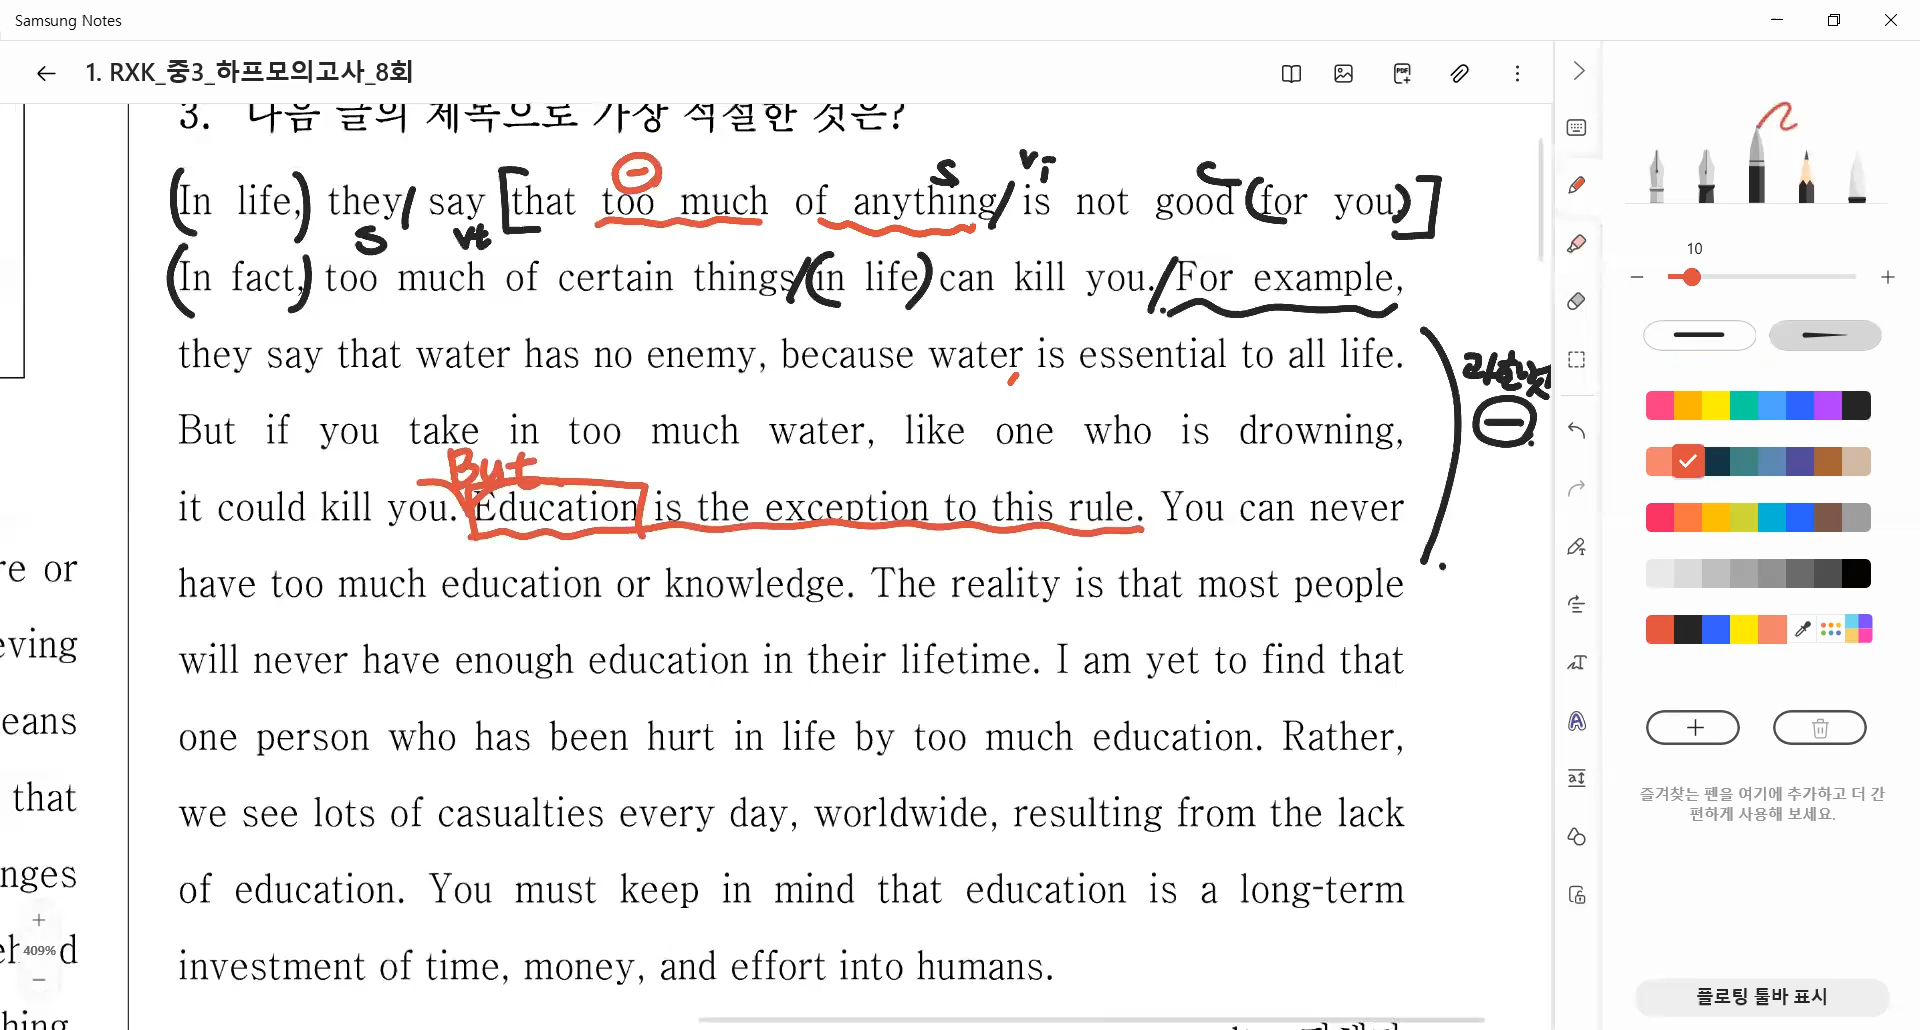 Samsung Notes
1. RXK_중3_하프모의고사_8회
3. 다음 글의 제목으로 가장 적절한 것은?
s vi c
(In life,) they/ say [that too much of anything/ is not good (for you)]
s vt
(In fact,) too much of certain things/(in life) can kill you./For example,
they say that water has no enemy, because water is essential to all life.
But if you take in too much water, like one who is drowning,
But
it could kill you. Education is the exception to this rule. You can never
have too much education or knowledge. The reality is that most people
will never have enough education in their lifetime. I am yet to find that
one person who has been hurt in life by too much education. Rather,
we see lots of casualties every day, worldwide, resulting from the lack
of education. You must keep in mind that education is a long-term
investment of time, money, and effort into humans.
re or
eving
eans
that
nges
409%
hing
10
즐겨찾는 펜을 여기에 추가하고 더 간
편하게 사용해 보세요.
플로팅 툴바 표시